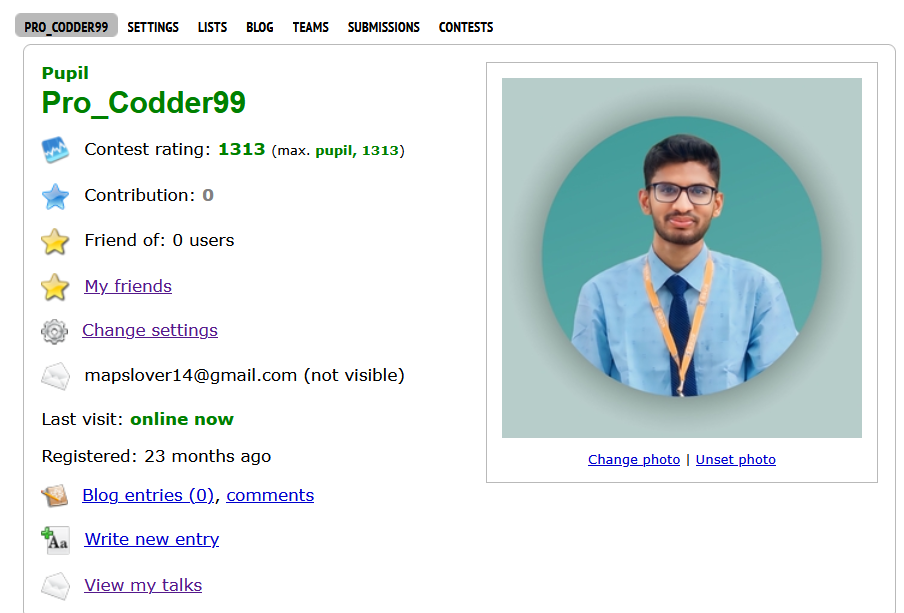 PRO_CODDER99 SETTINGS LISTS BLOG TEAMS SUBMISSIONS CONTESTS
Pupil
Pro_Codder99
Contest rating: 1313 (max. pupil, 1313)
Contribution: 0
Friend of: 0 users
My friends
Change settings
mapslover14@gmail.com (not visible)
Last visit: online now
Registered: 23 months ago
Blog entries (0), comments
Aa Write new entry
View my talks
Change photo | Unset photo